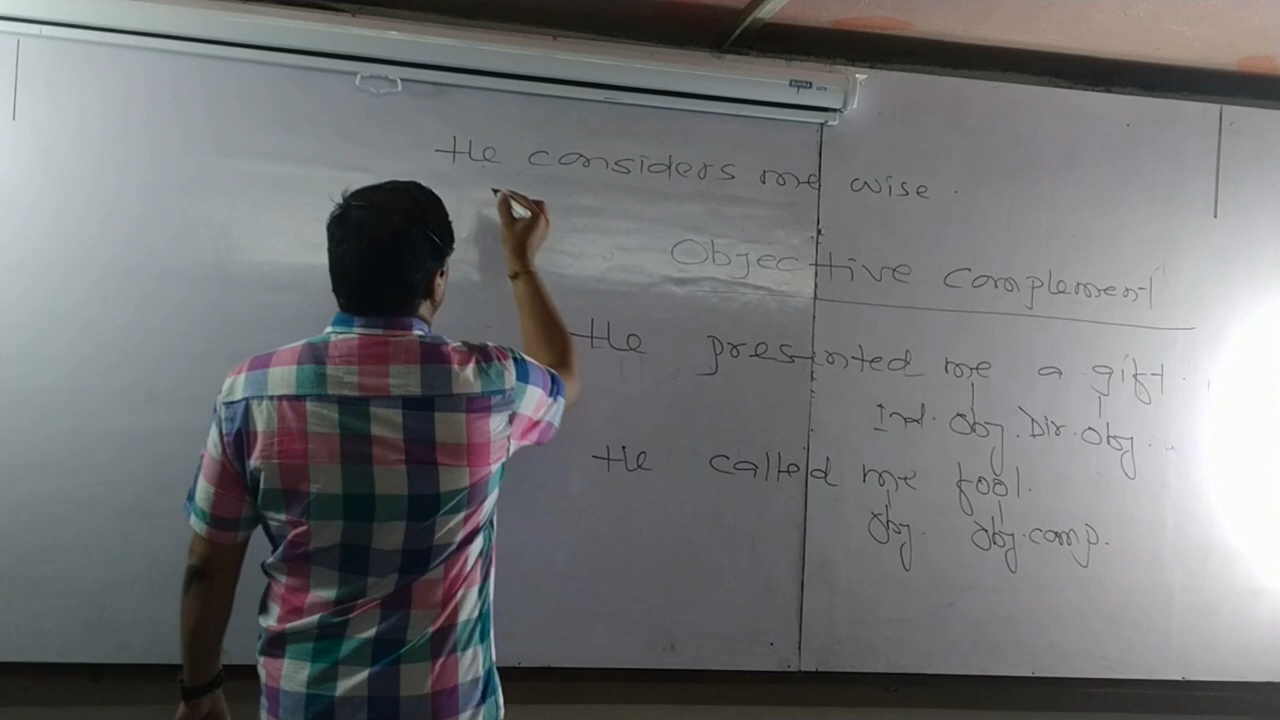 He considers me wise.
Objective complement
He presented me a gift.
Ind. Obj. Dir. Obj.
He called me fool.
Obj. Obj. comp.